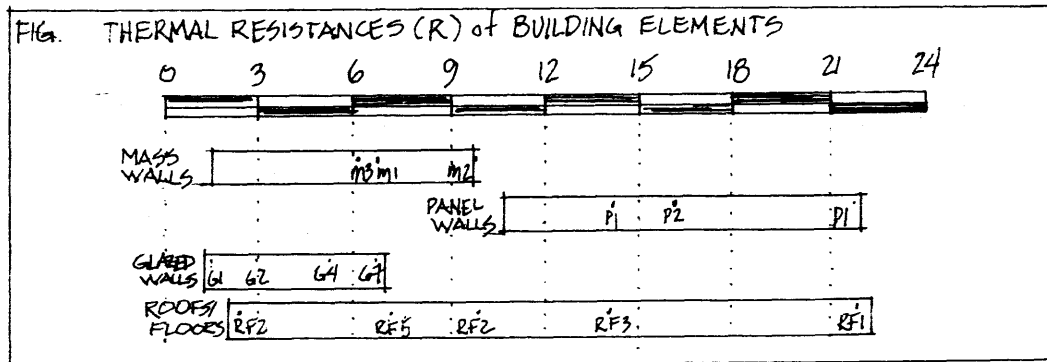 FIG. THERMAL RESISTANCES (R) of BUILDING ELEMENTS
0 3 6 9 12 15 18 21 24
MASS
WALLS
m3 m1 m2
PANEL
WALLS
P1 P2 P1
GLAZED
WALLS
G1 G2 G4 G7
ROOFS/
FLOORS
RF2 RF5 RF2 RF3 RF1